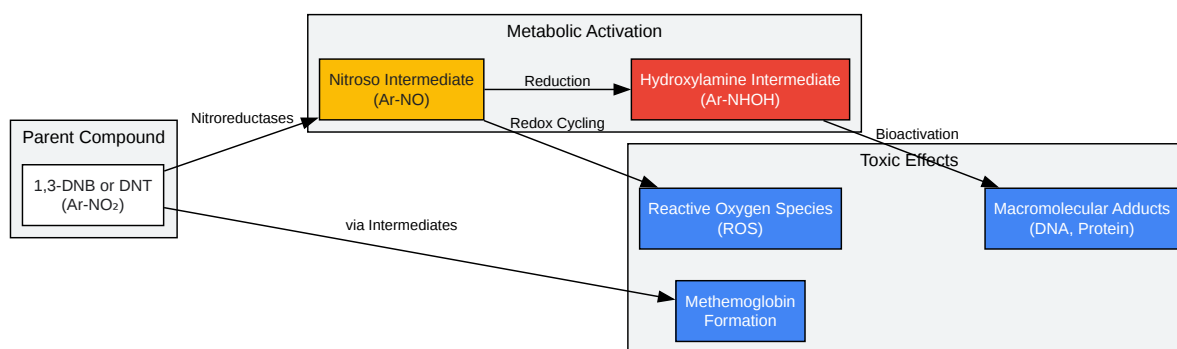 Metabolic Activation
Nitroso Intermediate
(Ar-NO)
Reduction
Hydroxylamine Intermediate
(Ar-NHOH)
Nitroreductases
Redox Cycling
Bioactivation
Parent Compound
1,3-DNB or DNT
(Ar-NO₂)
via Intermediates
Toxic Effects
Reactive Oxygen Species
(ROS)
Macromolecular Adducts
(DNA, Protein)
Methemoglobin
Formation